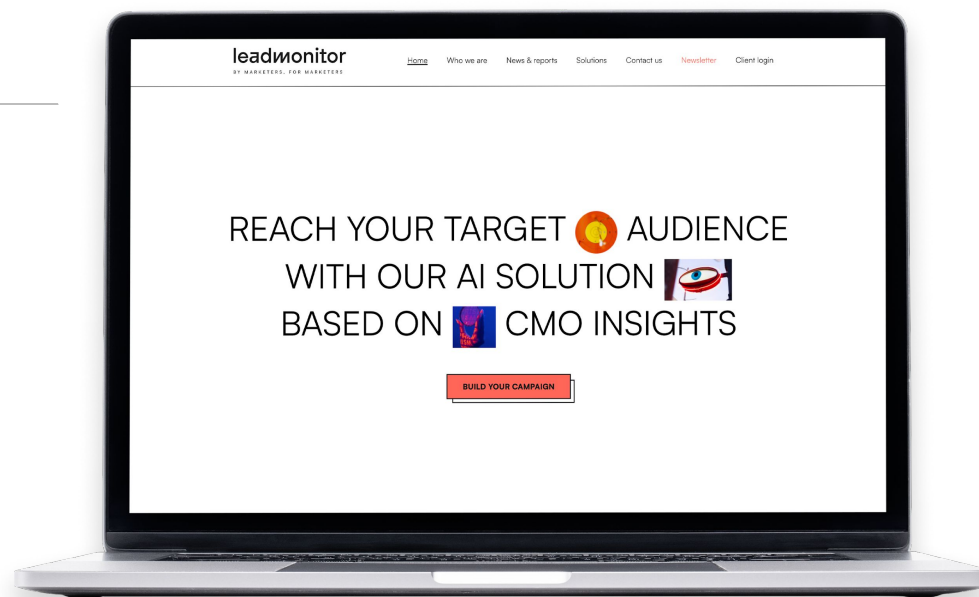 leadmonitor
BY MARKETERS, FOR MARKETERS
Home Who we are News & reports Solutions Contact us Newsletter Client login
REACH YOUR TARGET AUDIENCE
WITH OUR AI SOLUTION
BASED ON CMO INSIGHTS
BUILD YOUR CAMPAIGN